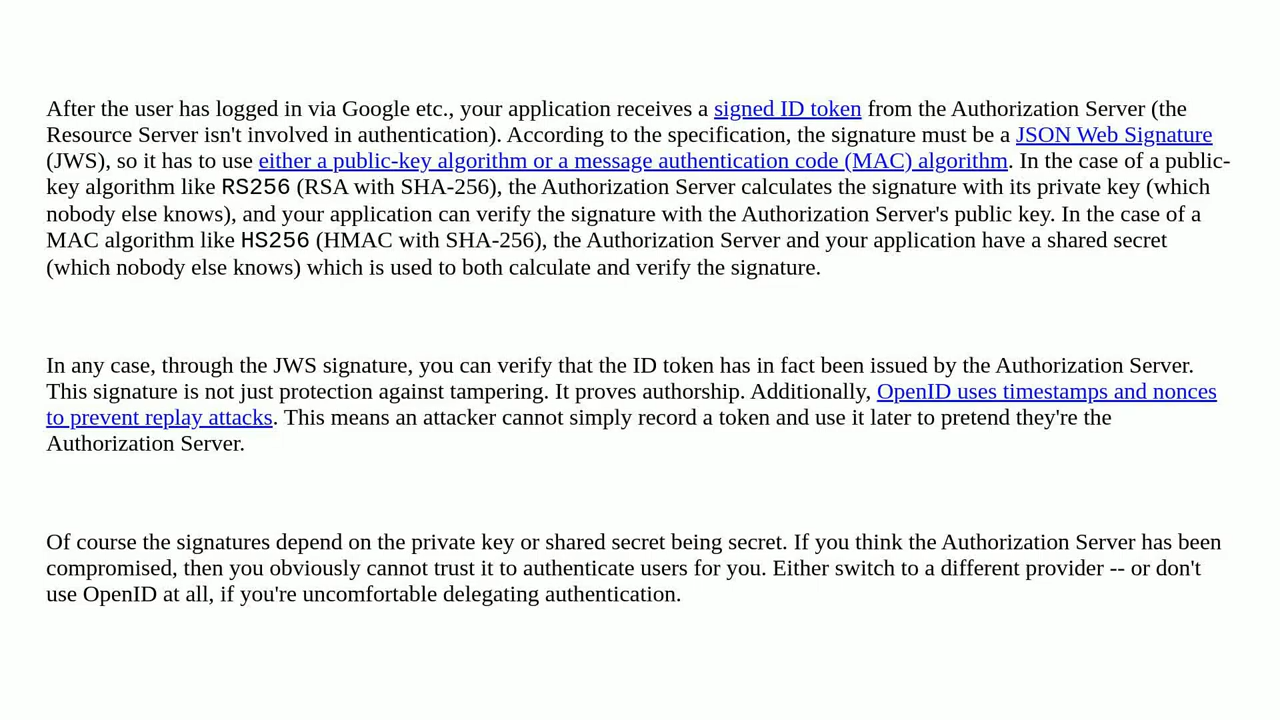 After the user has logged in via Google etc., your application receives a signed ID token from the Authorization Server (the
Resource Server isn't involved in authentication). According to the specification, the signature must be a JSON Web Signature
(JWS), so it has to use either a public-key algorithm or a message authentication code (MAC) algorithm. In the case of a public-
key algorithm like RS256 (RSA with SHA-256), the Authorization Server calculates the signature with its private key (which
nobody else knows), and your application can verify the signature with the Authorization Server's public key. In the case of a
MAC algorithm like HS256 (HMAC with SHA-256), the Authorization Server and your application have a shared secret
(which nobody else knows) which is used to both calculate and verify the signature.
In any case, through the JWS signature, you can verify that the ID token has in fact been issued by the Authorization Server.
This signature is not just protection against tampering. It proves authorship. Additionally, OpenID uses timestamps and nonces
to prevent replay attacks. This means an attacker cannot simply record a token and use it later to pretend they're the
Authorization Server.
Of course the signatures depend on the private key or shared secret being secret. If you think the Authorization Server has been
compromised, then you obviously cannot trust it to authenticate users for you. Either switch to a different provider -- or don't
use OpenID at all, if you're uncomfortable delegating authentication.